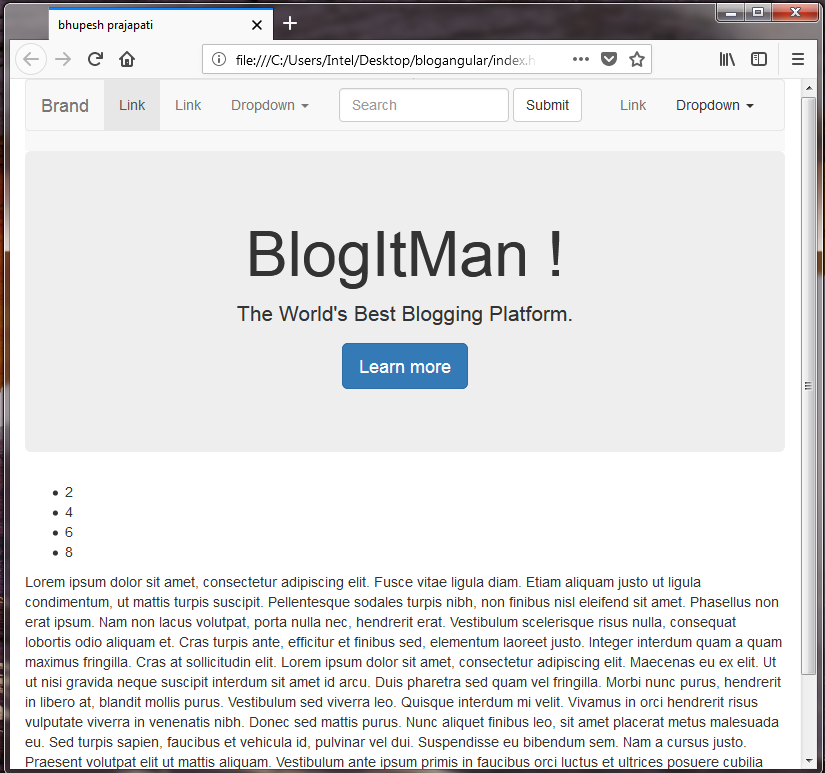 bhupesh prajapati
file:///C:/Users/Intel/Desktop/blogangular/index.h
Brand Link Link Dropdown Search Submit Link Dropdown
BlogItMan !
The World's Best Blogging Platform.
Learn more
2
4
6
8
Lorem ipsum dolor sit amet, consectetur adipiscing elit. Fusce vitae ligula diam. Etiam aliquam justo ut ligula
condimentum, ut mattis turpis suscipit. Pellentesque sodales turpis nibh, non finibus nisl eleifend sit amet. Phasellus non
erat ipsum. Nam non lacus volutpat, porta nulla nec, hendrerit erat. Vestibulum scelerisque risus nulla, consequat
lobortis odio aliquam et. Cras turpis ante, efficitur et finibus sed, elementum laoreet justo. Integer interdum quam a quam
maximus fringilla. Cras at sollicitudin elit. Lorem ipsum dolor sit amet, consectetur adipiscing elit. Maecenas eu ex elit. Ut
ut nisi gravida neque suscipit interdum sit amet id arcu. Duis pharetra sed quam vel fringilla. Morbi nunc purus, hendrerit
in libero at, blandit mollis purus. Vestibulum sed viverra leo. Quisque interdum mi velit. Vivamus in orci hendrerit risus
vulputate viverra in venenatis nibh. Donec sed mattis purus. Nunc aliquet finibus leo, sit amet placerat metus malesuada
eu. Sed turpis sapien, faucibus et vehicula id, pulvinar vel dui. Suspendisse eu bibendum sem. Nam a cursus justo.
Praesent volutpat elit ut mattis aliquam. Vestibulum ante ipsum primis in faucibus orci luctus et ultrices posuere cubilia